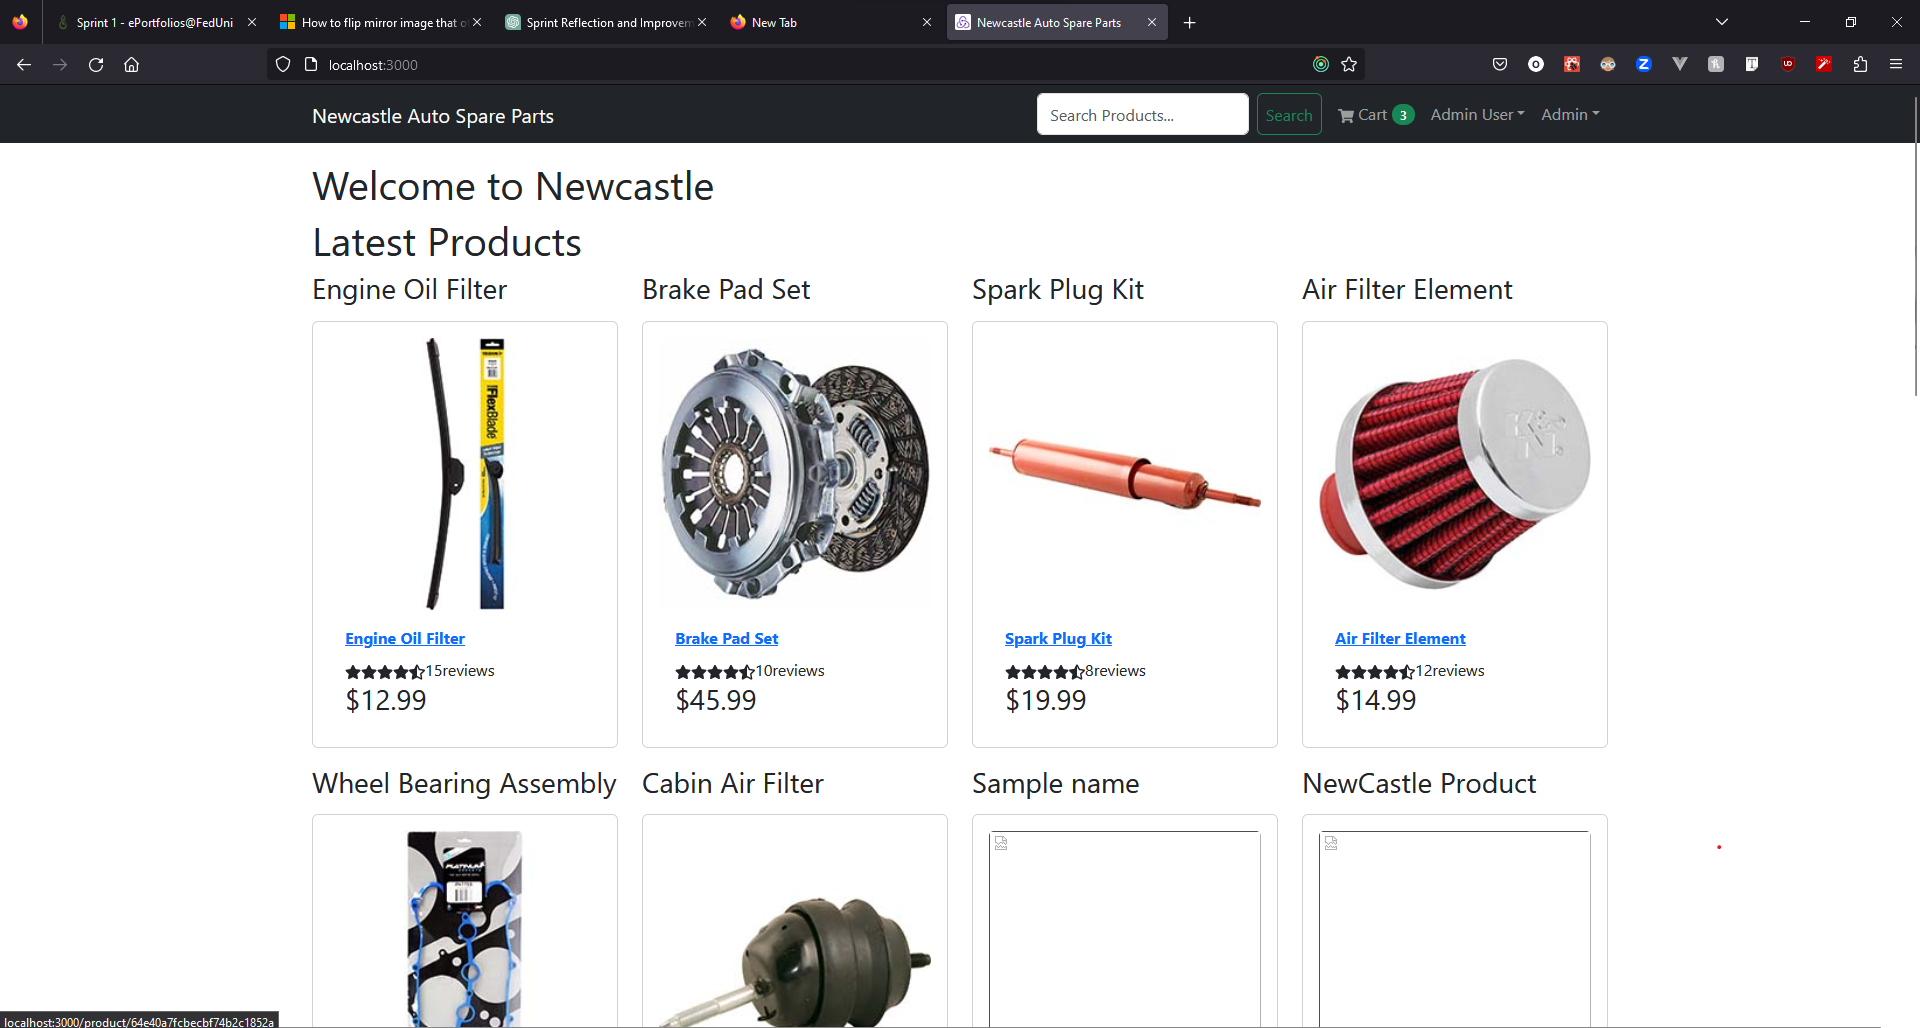 Sprint 1 - ePortfolios@FedUni
How to flip mirror image that o
Sprint Reflection and Improvem
New Tab
Newcastle Auto Spare Parts
localhost:3000
Newcastle Auto Spare Parts
Search Products...
Search
Cart 3
Admin User
Admin
Welcome to Newcastle
Latest Products
Engine Oil Filter
Brake Pad Set
Spark Plug Kit
Air Filter Element
FlexBlade
K&N
Engine Oil Filter
Brake Pad Set
Spark Plug Kit
Air Filter Element
15reviews
10reviews
8reviews
12reviews
$12.99
$45.99
$19.99
$14.99
Wheel Bearing Assembly
Cabin Air Filter
Sample name
NewCastle Product
PLATINUM
localhost:3000/product/64e40a7fcbecbf74b2c1852a